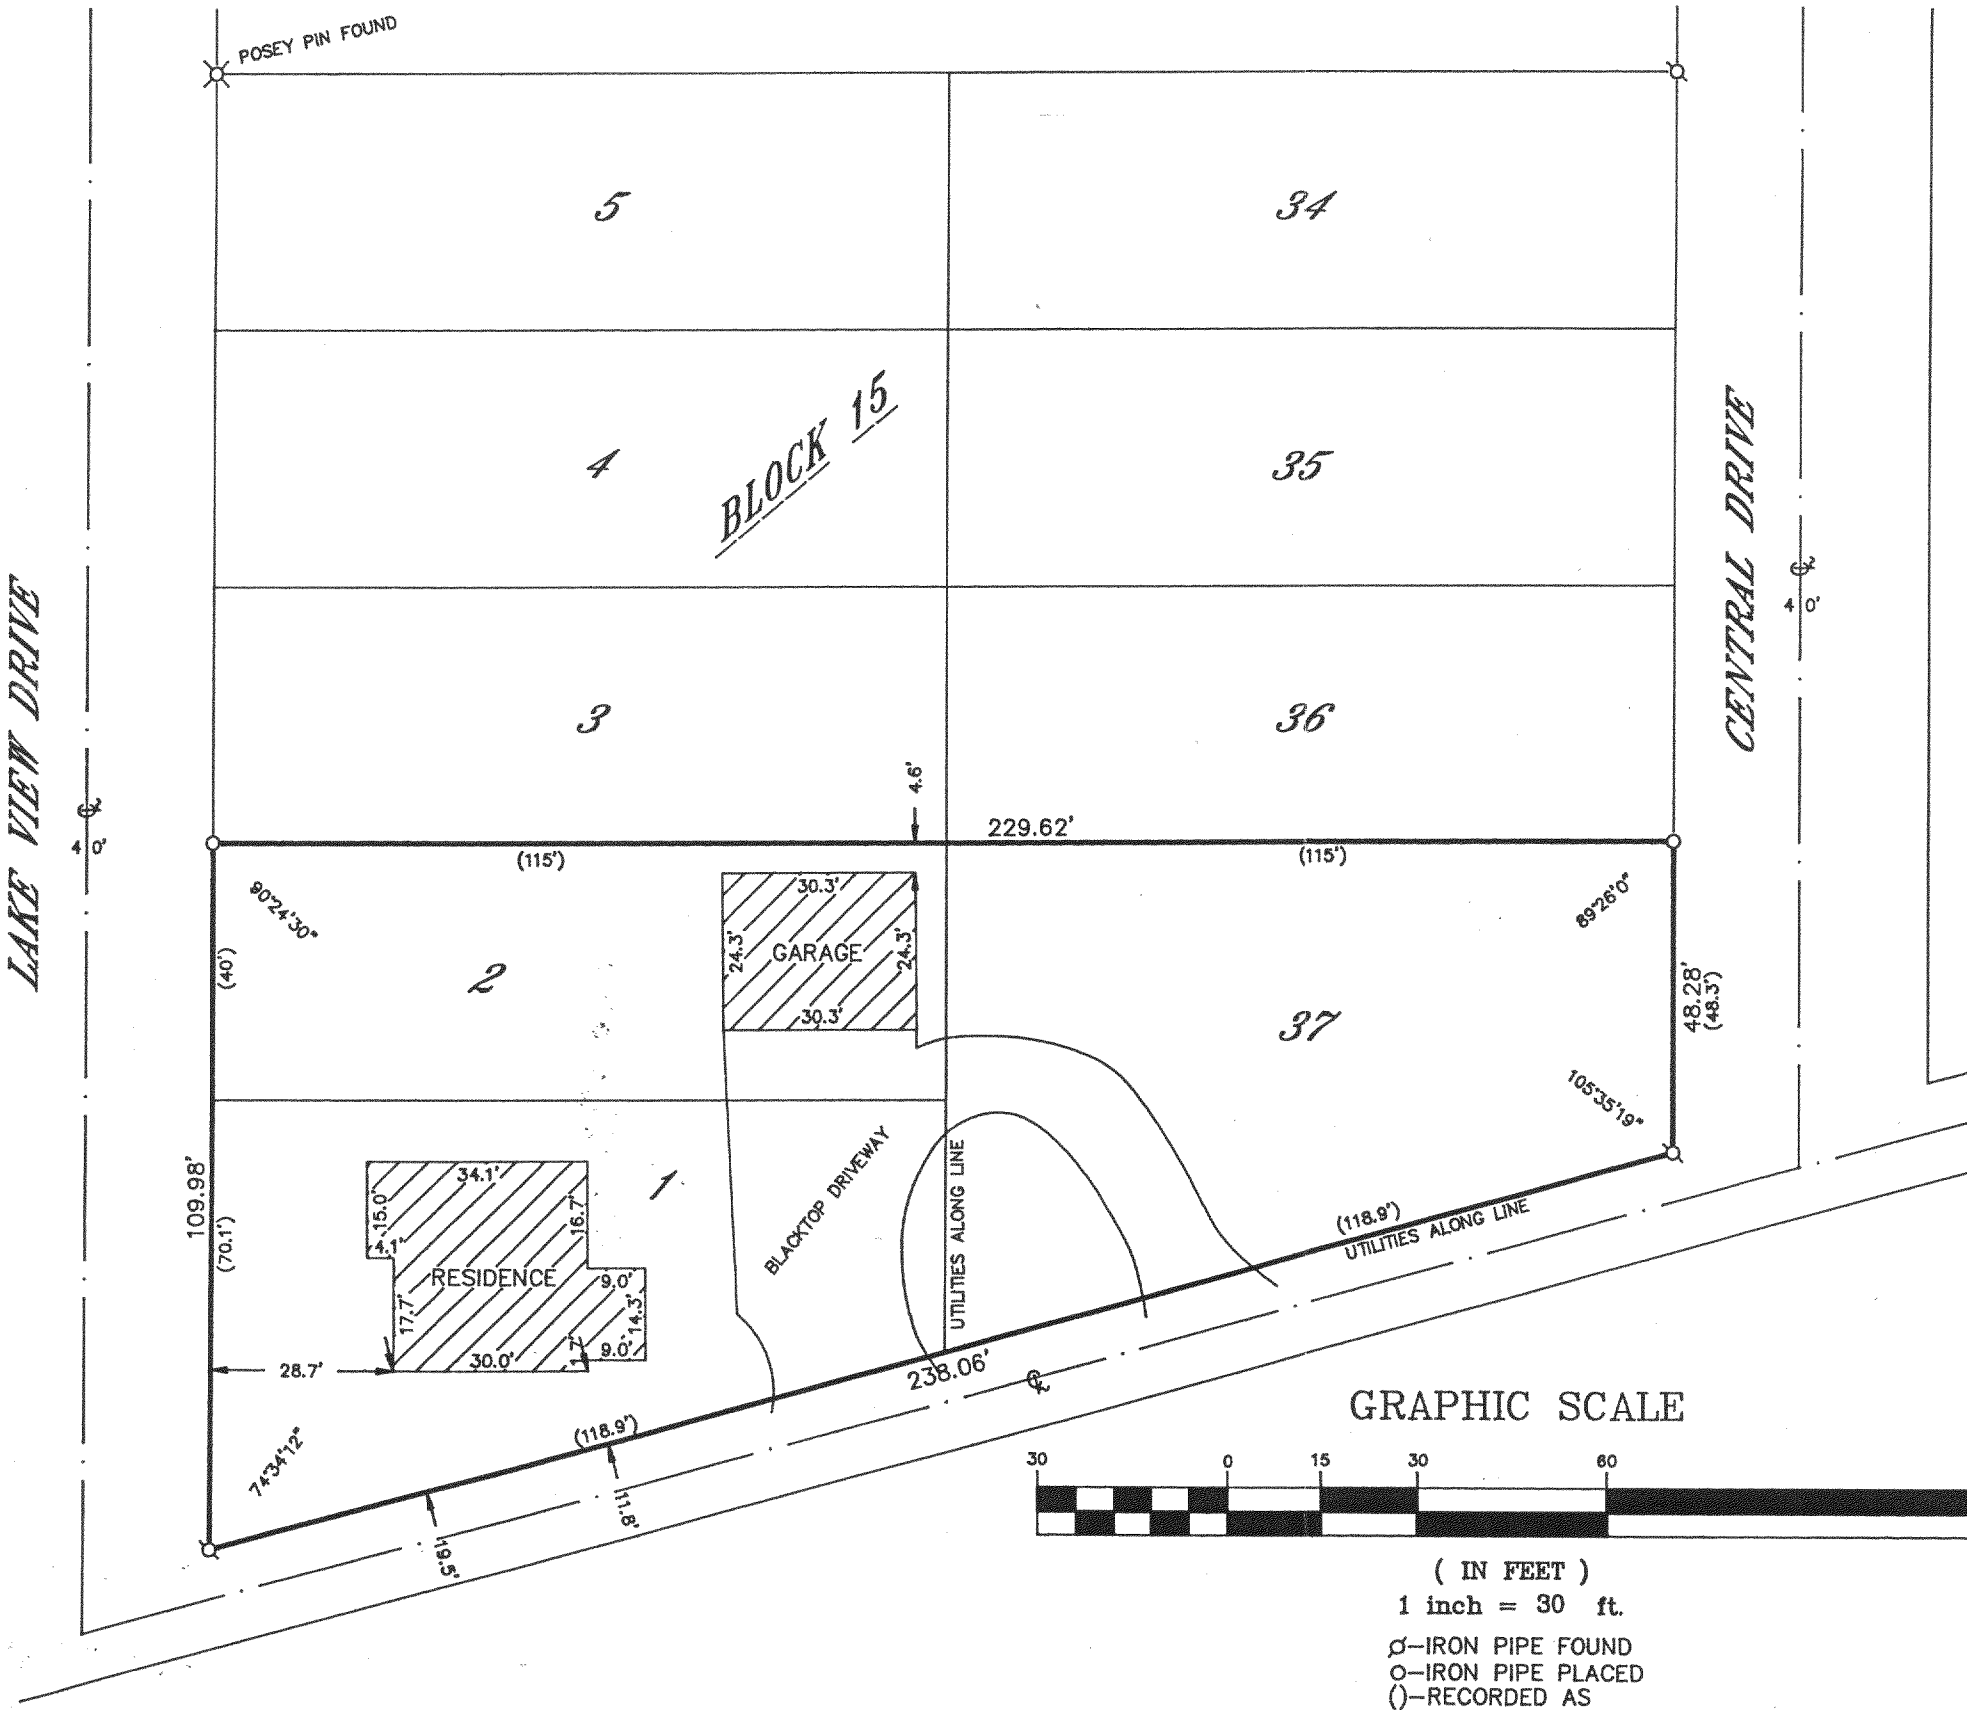 POSEY PIN FOUND
5
34
BLOCK 15
4
35
CENTRAL DRIVE
℄
40'
LAKE VIEW DRIVE
℄
40'
3
36
4.6'
229.62'
(115')
(115')
90°24'30"
89°26'0"
30.3'
24.3'
GARAGE
24.3'
30.3'
(40')
2
37
48.28'
(48.3')
105°35'19"
109.98'
(70.1')
34.1'
15.0'
16.7'
4.1'
RESIDENCE
9.0'
17.7'
14.3'
30.0'
1.7'
9.0'
28.7'
1
BLACKTOP DRIVEWAY
UTILITIES ALONG LINE
(118.9')
UTILITIES ALONG LINE
238.06'
℄
74°34'12"
(118.9')
19.5'
11.8'
GRAPHIC SCALE
30 0 15 30 60
( IN FEET )
1 inch = 30 ft.
Ø-IRON PIPE FOUND
O-IRON PIPE PLACED
()-RECORDED AS